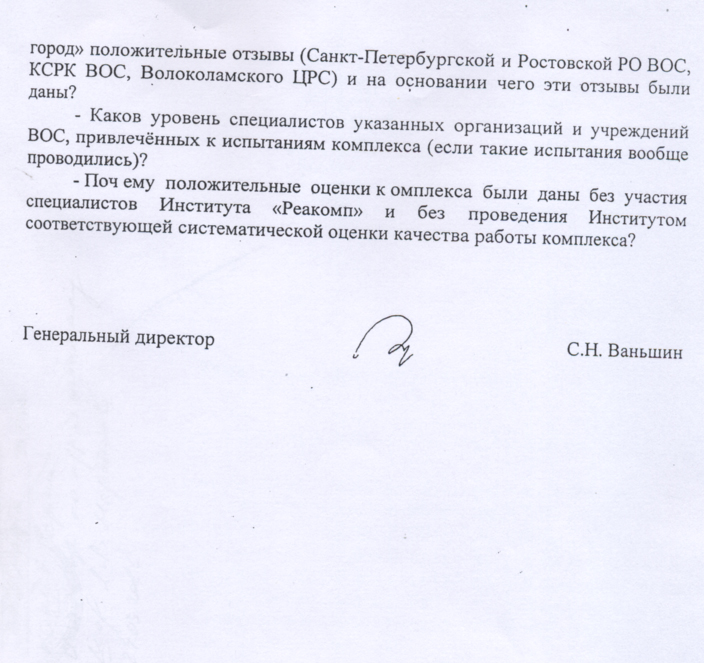 город» положительные отзывы (Санкт-Петербургской и Ростовской РО ВОС,
КСРК ВОС, Волоколамского ЦРС) и на основании чего эти отзывы были
даны?
- Каков уровень специалистов указанных организаций и учреждений
ВОС, привлечённых к испытаниям комплекса (если такие испытания вообще
проводились)?
- Поч ему положительные оценки к омплекса были даны без участия
специалистов Института «Реакомп» и без проведения Институтом
соответствующей систематической оценки качества работы комплекса?
Генеральный директор С.Н. Ваньшин